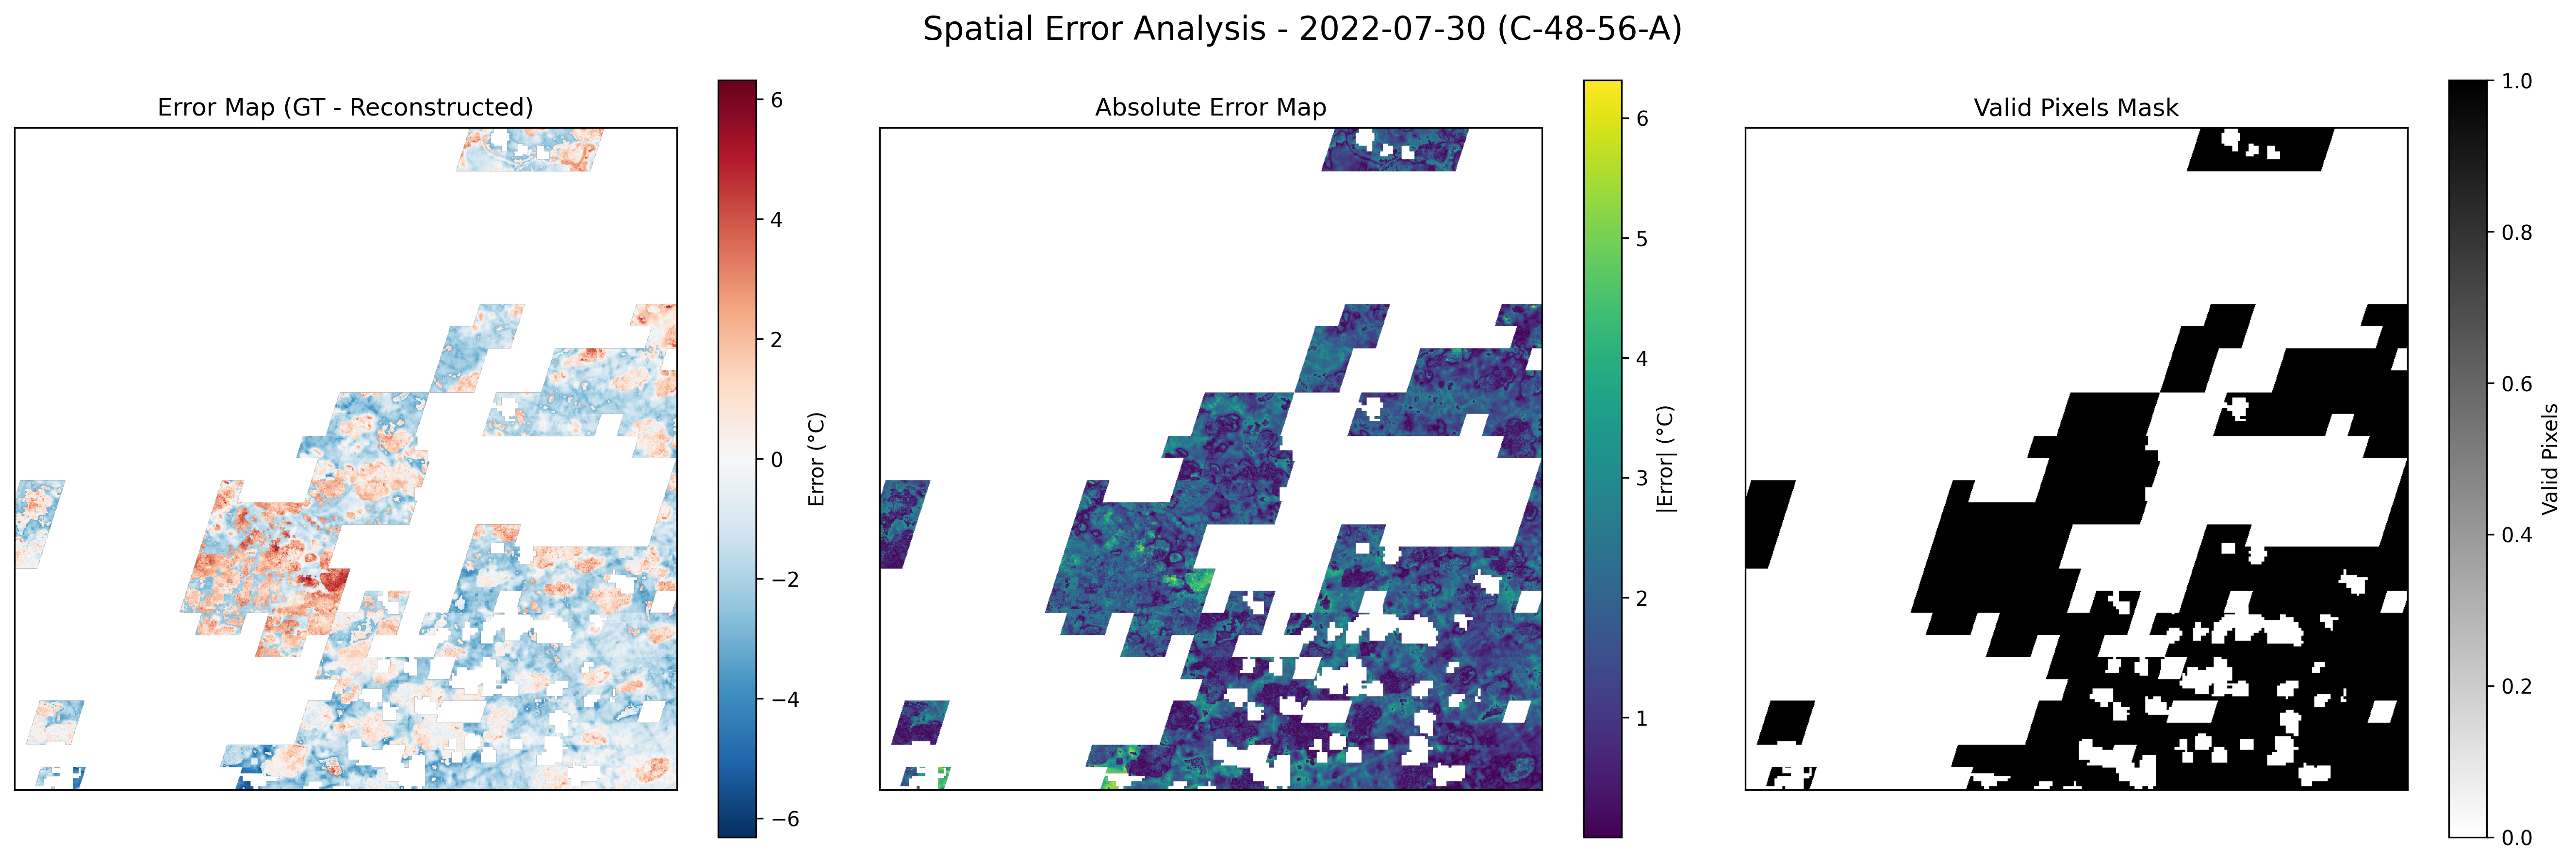 Spatial Error Analysis - 2022-07-30 (C-48-56-A)
Error Map (GT - Reconstructed)
6
4
2
0
−2
−4
−6
Error (°C)
Absolute Error Map
6
5
4
3
2
1
|Error| (°C)
Valid Pixels Mask
1.0
0.8
0.6
0.4
0.2
0.0
Valid Pixels